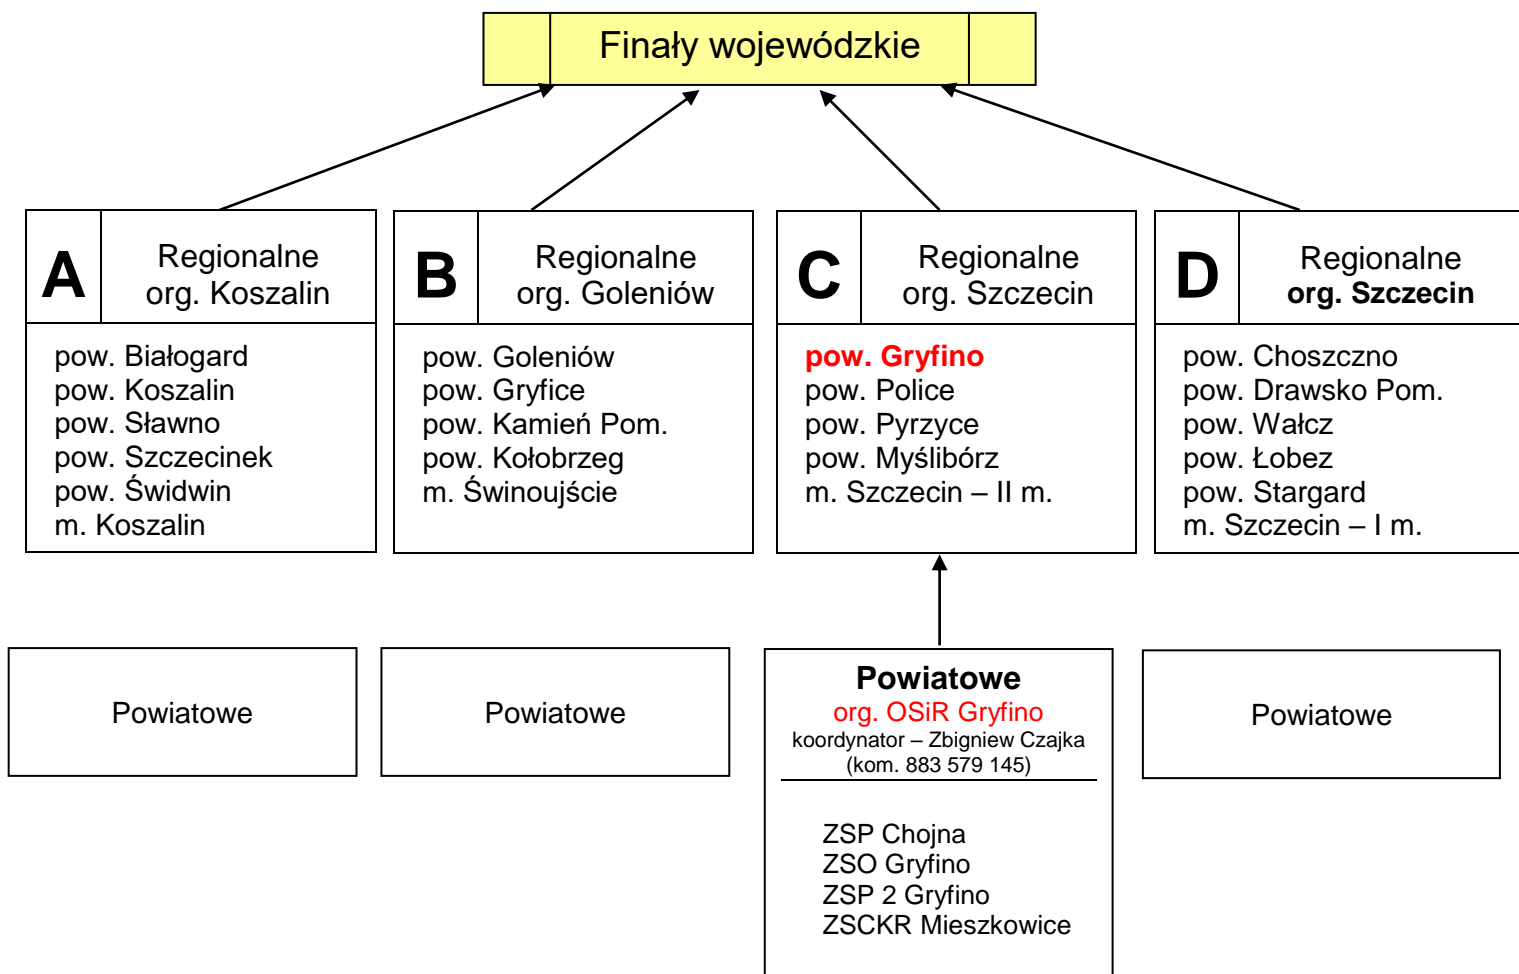 Finały wojewódzkie
A
Regionalne
org. Koszalin
pow. Białogard
pow. Koszalin
pow. Sławno
pow. Szczecinek
pow. Świdwin
m. Koszalin
B
Regionalne
org. Goleniów
pow. Goleniów
pow. Gryfice
pow. Kamień Pom.
pow. Kołobrzeg
m. Świnoujście
C
Regionalne
org. Szczecin
pow. Gryfino
pow. Police
pow. Pyrzyce
pow. Myślibórz
m. Szczecin – II m.
D
Regionalne
org. Szczecin
pow. Choszczno
pow. Drawsko Pom.
pow. Wałcz
pow. Łobez
pow. Stargard
m. Szczecin – I m.
Powiatowe
Powiatowe
Powiatowe
org. OSiR Gryfino
koordynator – Zbigniew Czajka
(kom. 883 579 145)
ZSP Chojna
ZSO Gryfino
ZSP 2 Gryfino
ZSCKR Mieszkowice
Powiatowe